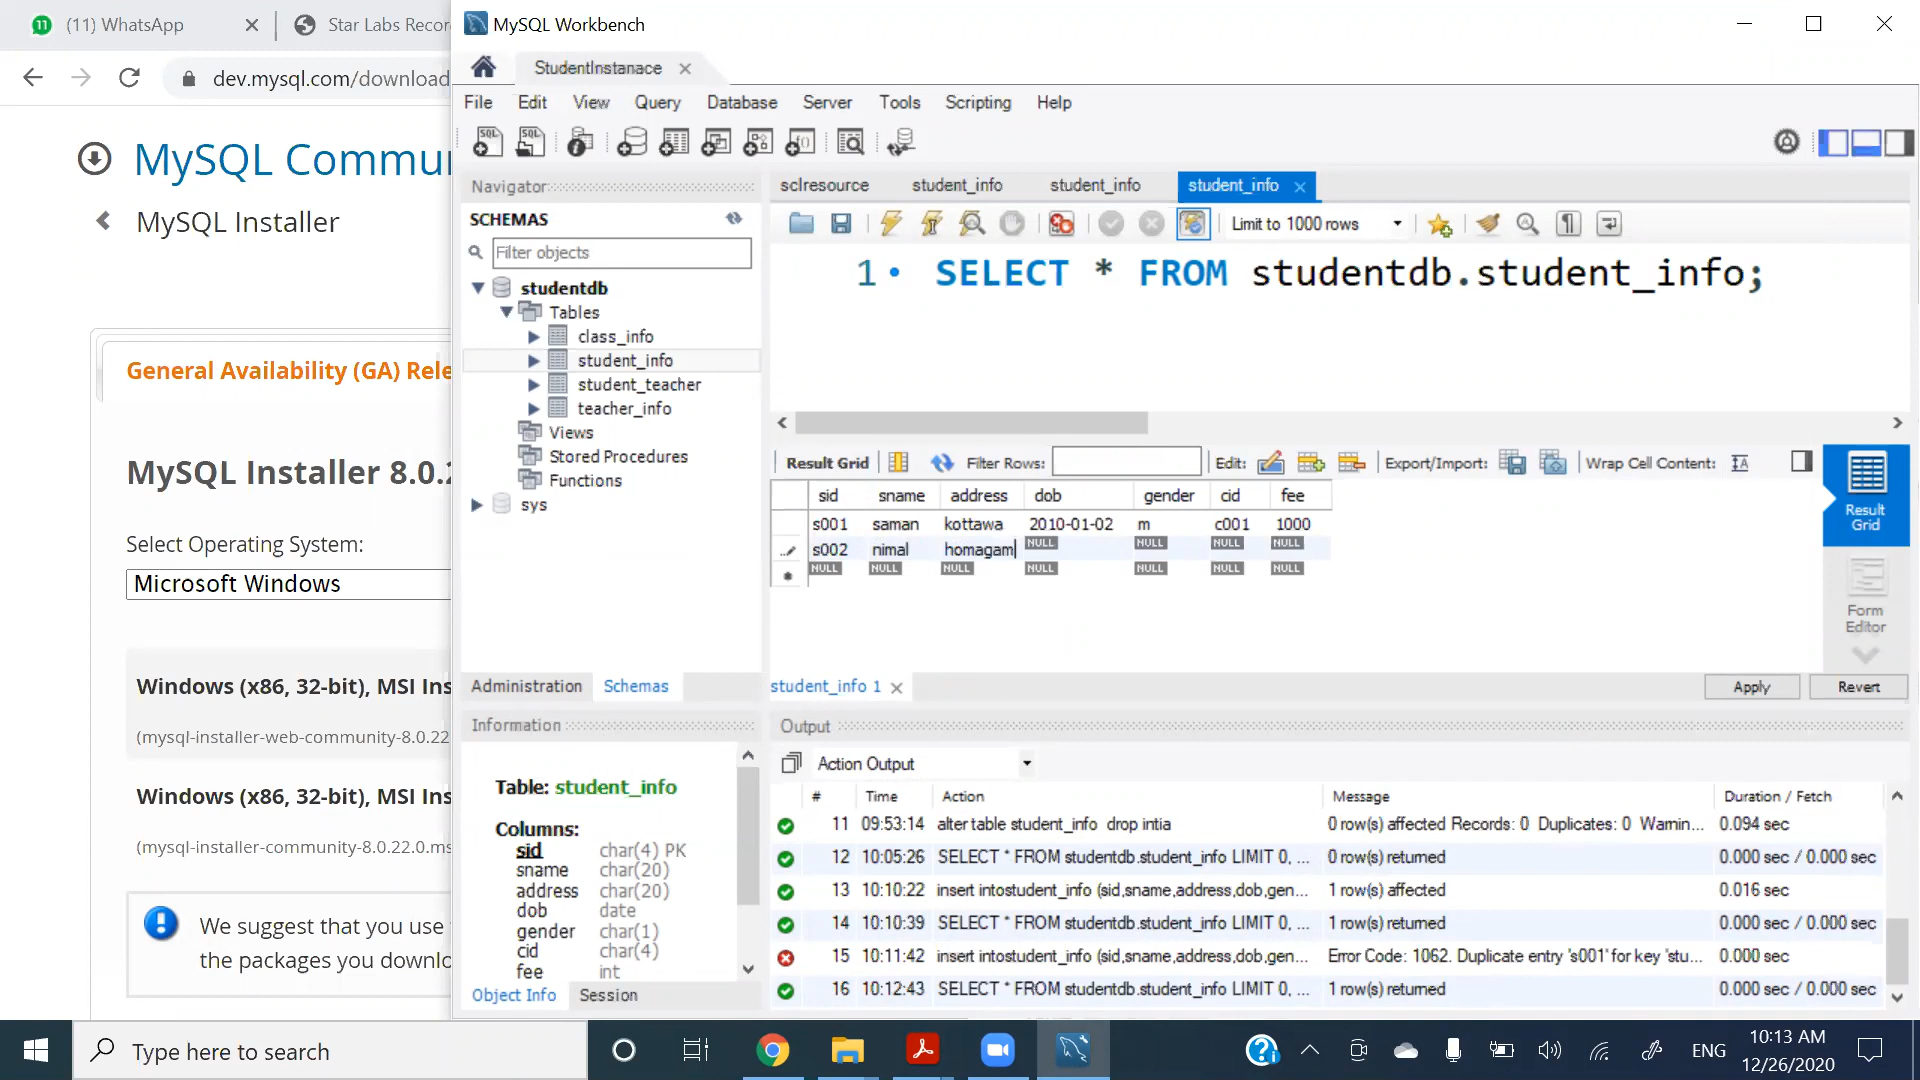 (11) WhatsApp
Star Labs Recor
dev.mysql.com/download
MySQL Commu
MySQL Installer
General Availability (GA) Rele
MySQL Installer 8.0.2
Select Operating System:
Microsoft Windows
Windows (x86, 32-bit), MSI Ins
(mysql-installer-web-community-8.0.22
Windows (x86, 32-bit), MSI Ins
(mysql-installer-community-8.0.22.0.ms
We suggest that you use
the packages you downlo
MySQL Workbench
StudentInstanace
File Edit View Query Database Server Tools Scripting Help
Navigator
SCHEMAS
Filter objects
studentdb
Tables
class_info
student_info
student_teacher
teacher_info
Views
Stored Procedures
Functions
sys
Administration Schemas
Information
Table: student_info
Columns:
sid char(4) PK
sname char(20)
address char(20)
dob date
gender char(1)
cid char(4)
fee int
Object Info Session
sclresource student_info student_info student_info
Limit to 1000 rows
1 SELECT * FROM studentdb.student_info;
Result Grid Filter Rows: Edit: Export/Import: Wrap Cell Content:
sid sname address dob gender cid fee
s001 saman kottawa 2010-01-02 m c001 1000
s002 nimal homagam NULL NULL NULL NULL
NULL NULL NULL NULL NULL NULL NULL
Result
Grid
Form
Editor
student_info 1
Apply Revert
Output
Action Output
# Time Action Message Duration / Fetch
11 09:53:14 alter table student_info drop intia 0 row(s) affected Records: 0 Duplicates: 0 Warnin... 0.094 sec
12 10:05:26 SELECT * FROM studentdb.student_info LIMIT 0, ... 0 row(s) returned 0.000 sec / 0.000 sec
13 10:10:22 insert intostudent_info (sid,sname,address,dob,gen... 1 row(s) affected 0.016 sec
14 10:10:39 SELECT * FROM studentdb.student_info LIMIT 0, ... 1 row(s) returned 0.000 sec / 0.000 sec
15 10:11:42 insert intostudent_info (sid,sname,address,dob,gen... Error Code: 1062. Duplicate entry 's001' for key 'stu... 0.000 sec
16 10:12:43 SELECT * FROM studentdb.student_info LIMIT 0, ... 1 row(s) returned 0.000 sec / 0.000 sec
Type here to search
ENG
10:13 AM
12/26/2020